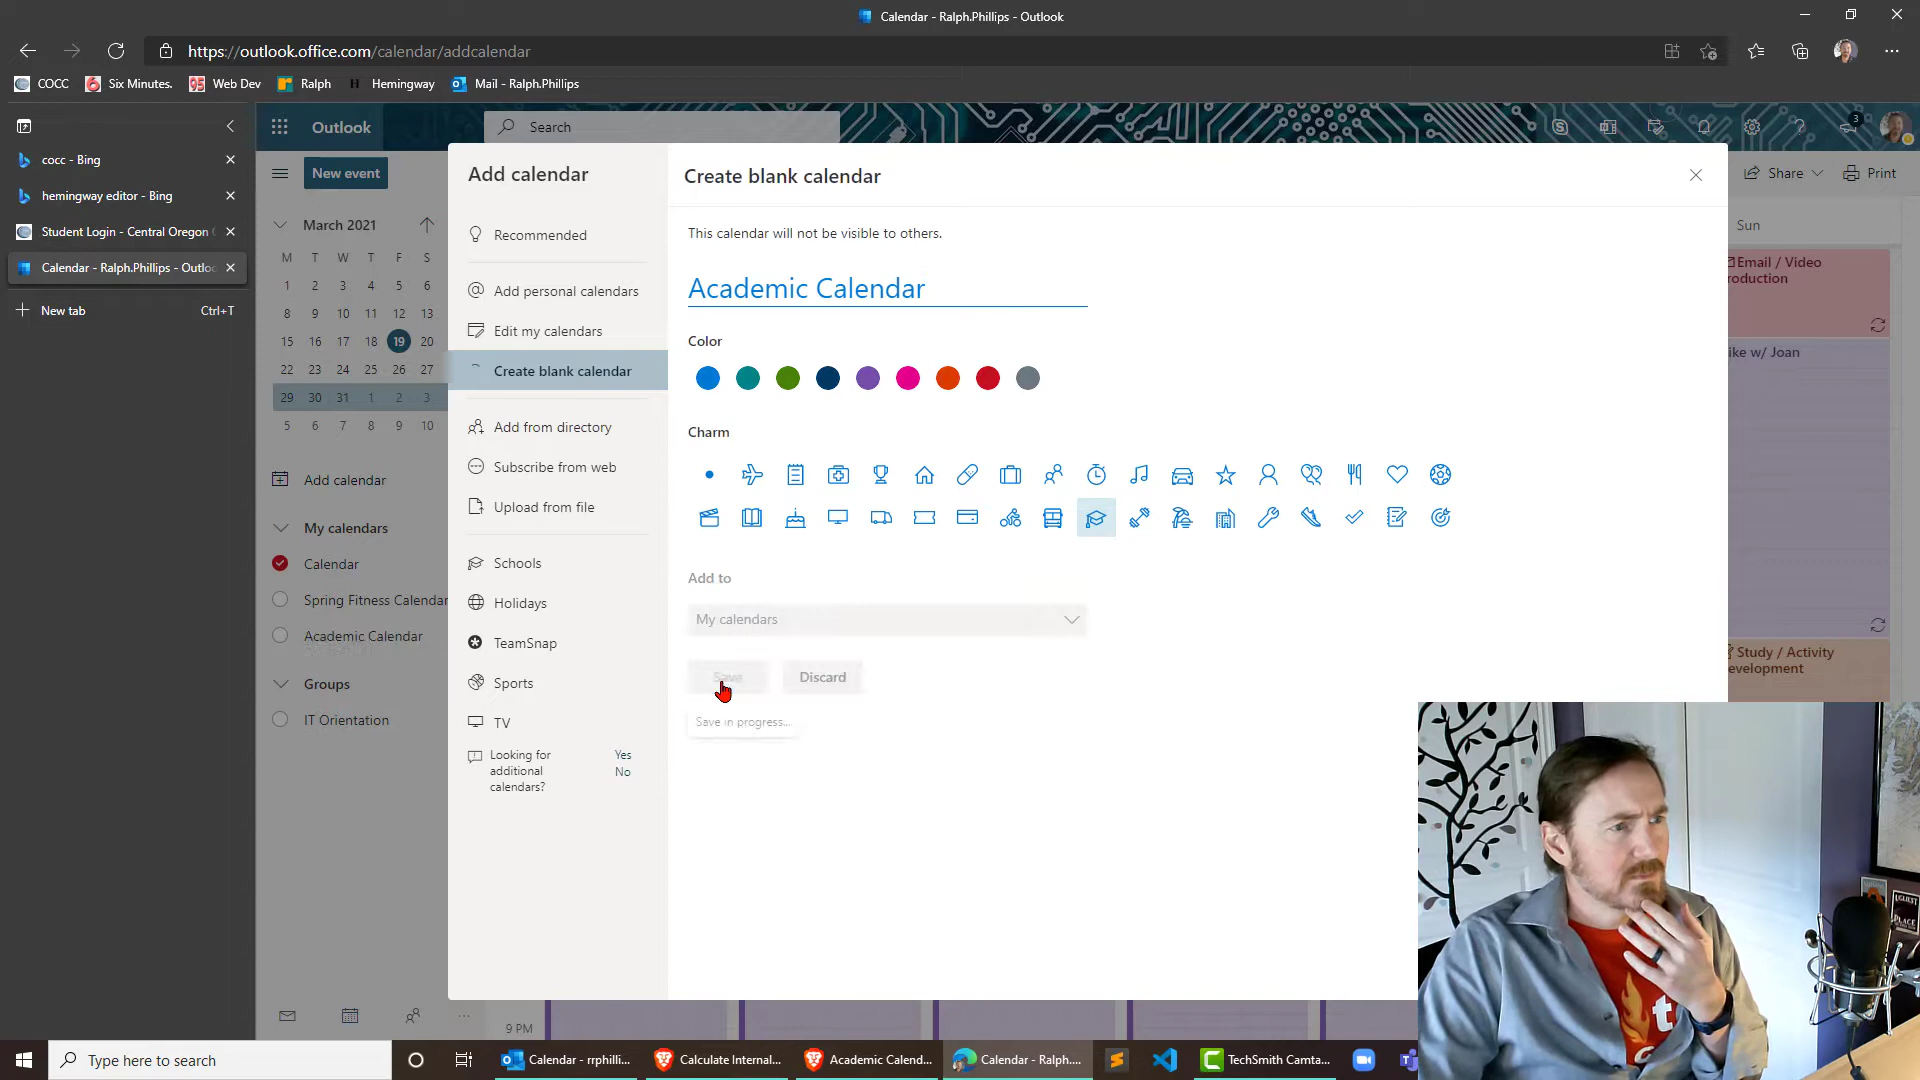 Calendar - Ralph.Phillips - Outlook
https://outlook.office.com/calendar/addcalendar
COCC
Six Minutes.
95
Web Dev
Ralph
H
Hemingway
Mail - Ralph.Phillips
cocc - Bing
hemingway editor - Bing
Student Login - Central Oregon
Calendar - Ralph.Phillips - Outloo
New tab
Ctrl+T
Outlook
Search
3
New event
Share
Print
March 2021
M T W T F S
1 2 3 4 5 6
8 9 10 11 12 13
15 16 17 18 19 20
22 23 24 25 26 27
29 30 31 1 2 3
5 6 7 8 9 10
Add calendar
My calendars
Calendar
Spring Fitness Calendar
Academic Calendar
Groups
IT Orientation
Add calendar
Recommended
Add personal calendars
Edit my calendars
Create blank calendar
Add from directory
Subscribe from web
Upload from file
Schools
Holidays
TeamSnap
Sports
TV
Looking for
additional
calendars?
Yes
No
Create blank calendar
This calendar will not be visible to others.
Academic Calendar
Color
Charm
Add to
My calendars
Save
Discard
Save in progress...
Sun
Email / Video
roduction
ike w/ Joan
Study / Activity
evelopment
9 PM
UGLIEST
PLACE
Type here to search
Calendar - rrphilli...
Calculate Internal...
Academic Calend...
Calendar - Ralph....
TechSmith Camta...